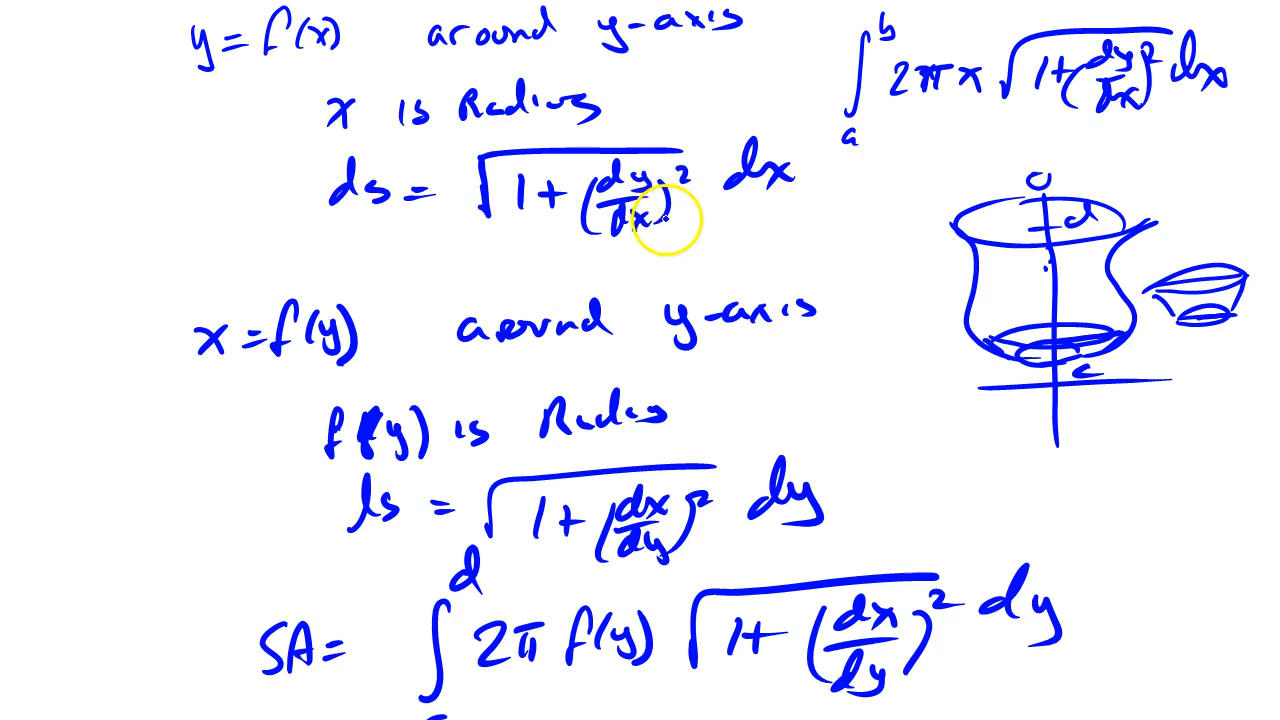 y = f(x) around y-axis
∫_a^b 2πx √(1+(dy/dx)²) dx
x is Radius
ds = √(1+(dy/dx)²) dx
d
c
x = f(y) around y-axis
f(y) is Radius
ds = √(1+(dx/dy)²) dy
SA = ∫^d 2π f(y) √(1+(dx/dy)²) dy